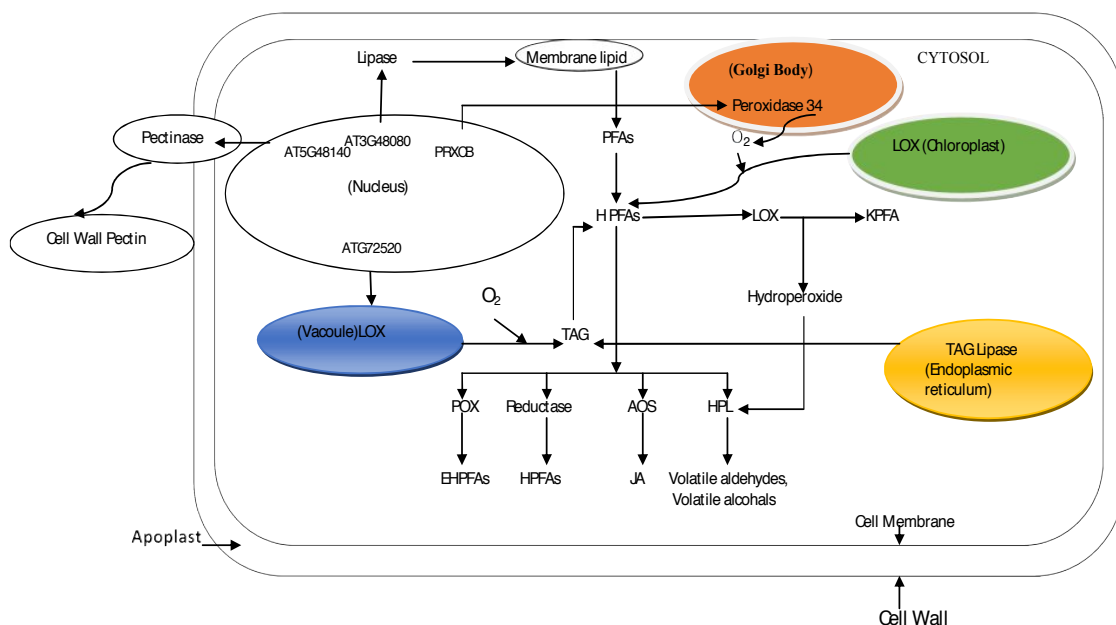 CYTOSOL
Lipase
Membrane lipid
(Golgi Body)
Peroxidase 34
Pectinase
AT3G48080
AT5G48140
PRXCB
(Nucleus)
PFAs
O2
LOX (Chloroplast)
Cell Wall Pectin
HPFAs
LOX
KPFA
ATG72520
Hydroperoxide
O2
(Vacoule)LOX
TAG
TAG Lipase
(Endoplasmic
reticulum)
POX
Reductase
AOS
HPL
EHPFAs
HPFAs
JA
Volatile aldehydes,
Volatile alcohals
Cell Membrane
Apoplast
Cell Wall